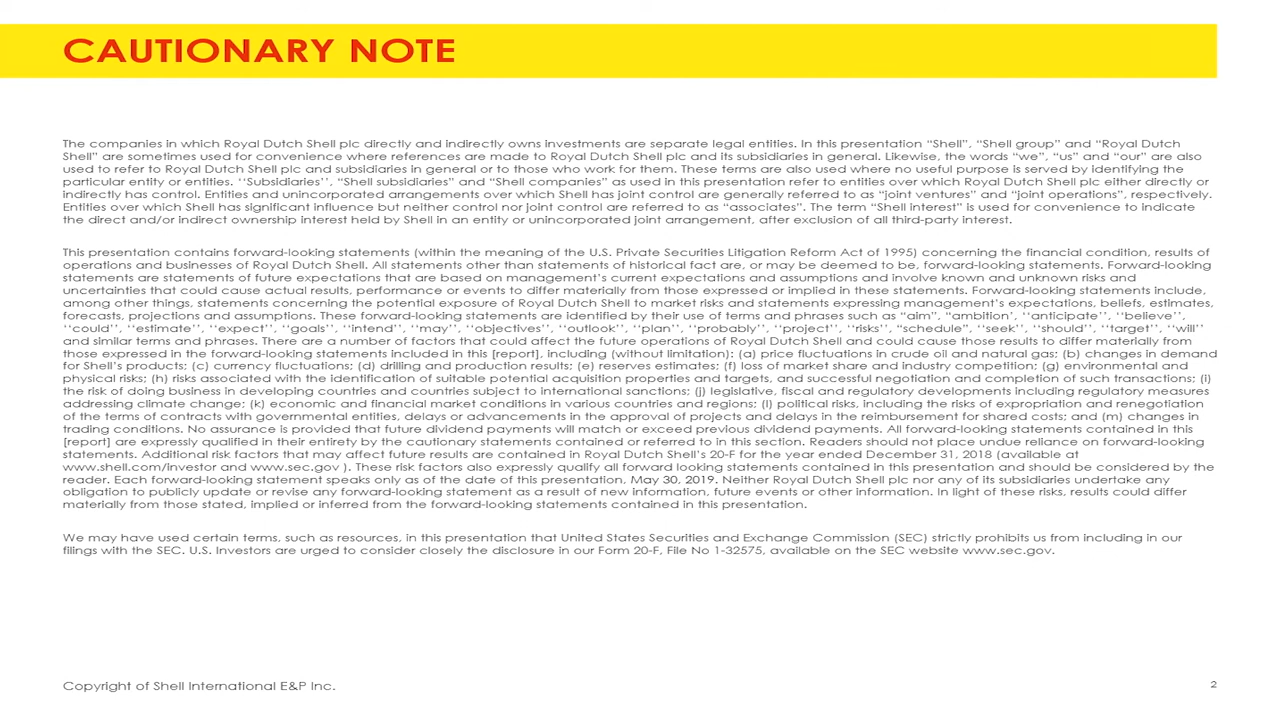 CAUTIONARY NOTE
The companies in which Royal Dutch Shell plc directly and indirectly owns investments are separate legal entities. In this presentation “Shell”, “Shell group” and “Royal Dutch
Shell” are sometimes used for convenience where references are made to Royal Dutch Shell plc and its subsidiaries in general. Likewise, the words “we”, “us” and “our” are also
used to refer to Royal Dutch Shell plc and subsidiaries in general or to those who work for them. These terms are also used where no useful purpose is served by identifying the
particular entity or entities. ‘‘Subsidiaries’’, “Shell subsidiaries” and “Shell companies” as used in this presentation refer to entities over which Royal Dutch Shell plc either directly or
indirectly has control. Entities and unincorporated arrangements over which Shell has joint control are generally referred to as “joint ventures” and “joint operations”, respectively.
Entities over which Shell has significant influence but neither control nor joint control are referred to as “associates”. The term “Shell interest” is used for convenience to indicate
the direct and/or indirect ownership interest held by Shell in an entity or unincorporated joint arrangement, after exclusion of all third-party interest.
This presentation contains forward-looking statements (within the meaning of the U.S. Private Securities Litigation Reform Act of 1995) concerning the financial condition, results of
operations and businesses of Royal Dutch Shell. All statements other than statements of historical fact are, or may be deemed to be, forward-looking statements. Forward-looking
statements are statements of future expectations that are based on management’s current expectations and assumptions and involve known and unknown risks and
uncertainties that could cause actual results, performance or events to differ materially from those expressed or implied in these statements. Forward-looking statements include,
among other things, statements concerning the potential exposure of Royal Dutch Shell to market risks and statements expressing management’s expectations, beliefs, estimates,
forecasts, projections and assumptions. These forward-looking statements are identified by their use of terms and phrases such as “aim”, “ambition’, ‘‘anticipate’’, ‘‘believe’’,
‘‘could’’, ‘‘estimate’’, ‘‘expect’’, ‘‘goals’’, ‘‘intend’’, ‘‘may’’, ‘‘objectives’’, ‘‘outlook’’, ‘‘plan’’, ‘‘probably’’, ‘‘project’’, ‘‘risks’’, “schedule”, ‘‘seek’’, ‘‘should’’, ‘‘target’’, ‘‘will’’
and similar terms and phrases. There are a number of factors that could affect the future operations of Royal Dutch Shell and could cause those results to differ materially from
those expressed in the forward-looking statements included in this [report], including (without limitation): (a) price fluctuations in crude oil and natural gas; (b) changes in demand
for Shell’s products; (c) currency fluctuations; (d) drilling and production results; (e) reserves estimates; (f) loss of market share and industry competition; (g) environmental and
physical risks; (h) risks associated with the identification of suitable potential acquisition properties and targets, and successful negotiation and completion of such transactions; (i)
the risk of doing business in developing countries and countries subject to international sanctions; (j) legislative, fiscal and regulatory developments including regulatory measures
addressing climate change; (k) economic and financial market conditions in various countries and regions; (l) political risks, including the risks of expropriation and renegotiation
of the terms of contracts with governmental entities, delays or advancements in the approval of projects and delays in the reimbursement for shared costs; and (m) changes in
trading conditions. No assurance is provided that future dividend payments will match or exceed previous dividend payments. All forward-looking statements contained in this
[report] are expressly qualified in their entirety by the cautionary statements contained or referred to in this section. Readers should not place undue reliance on forward-looking
statements. Additional risk factors that may affect future results are contained in Royal Dutch Shell’s 20-F for the year ended December 31, 2018 (available at
www.shell.com/investor and www.sec.gov ). These risk factors also expressly qualify all forward looking statements contained in this presentation and should be considered by the
reader. Each forward-looking statement speaks only as of the date of this presentation, May 30, 2019. Neither Royal Dutch Shell plc nor any of its subsidiaries undertake any
obligation to publicly update or revise any forward-looking statement as a result of new information, future events or other information. In light of these risks, results could differ
materially from those stated, implied or inferred from the forward-looking statements contained in this presentation.
We may have used certain terms, such as resources, in this presentation that United States Securities and Exchange Commission (SEC) strictly prohibits us from including in our
filings with the SEC. U.S. Investors are urged to consider closely the disclosure in our Form 20-F, File No 1-32575, available on the SEC website www.sec.gov.
Copyright of Shell International E&P Inc.
2